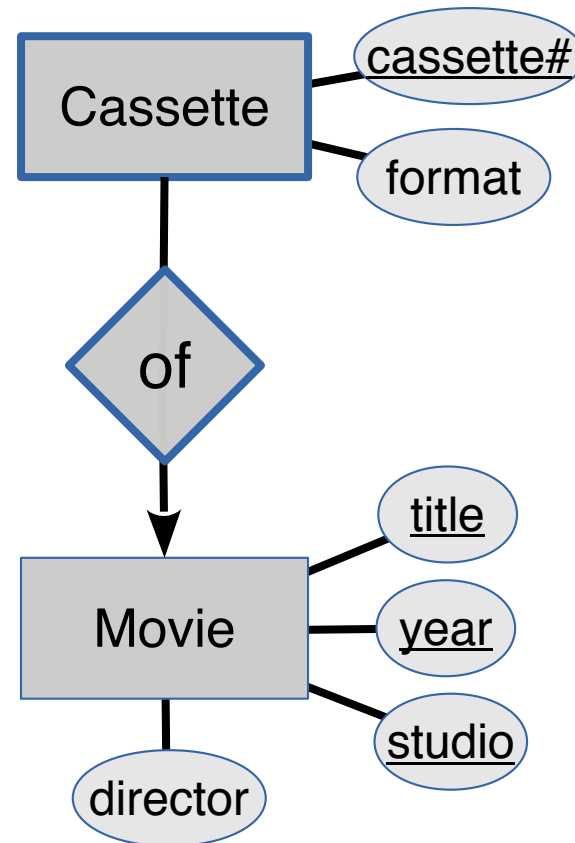 cassette#
Cassette
format
of
title
Movie
year
studio
director